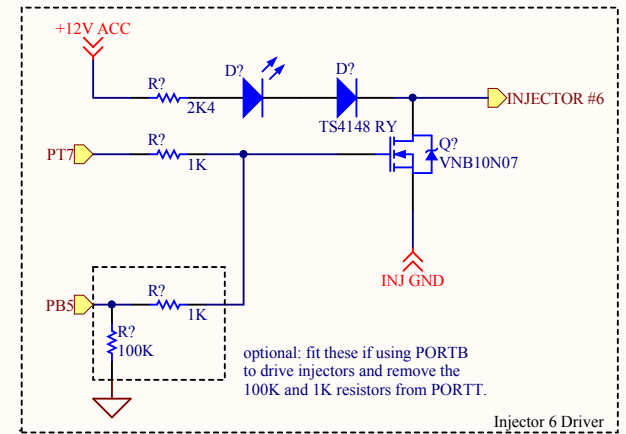 +12V ACC
R?
2K4
D?
D?
TS4148 RY
INJECTOR #6
PT7
R?
1K
Q?
VNB10N07
INJ GND
PB5
R?
1K
R?
100K
optional: fit these if using PORTB
to drive injectors and remove the
100K and 1K resistors from PORTT.
Injector 6 Driver